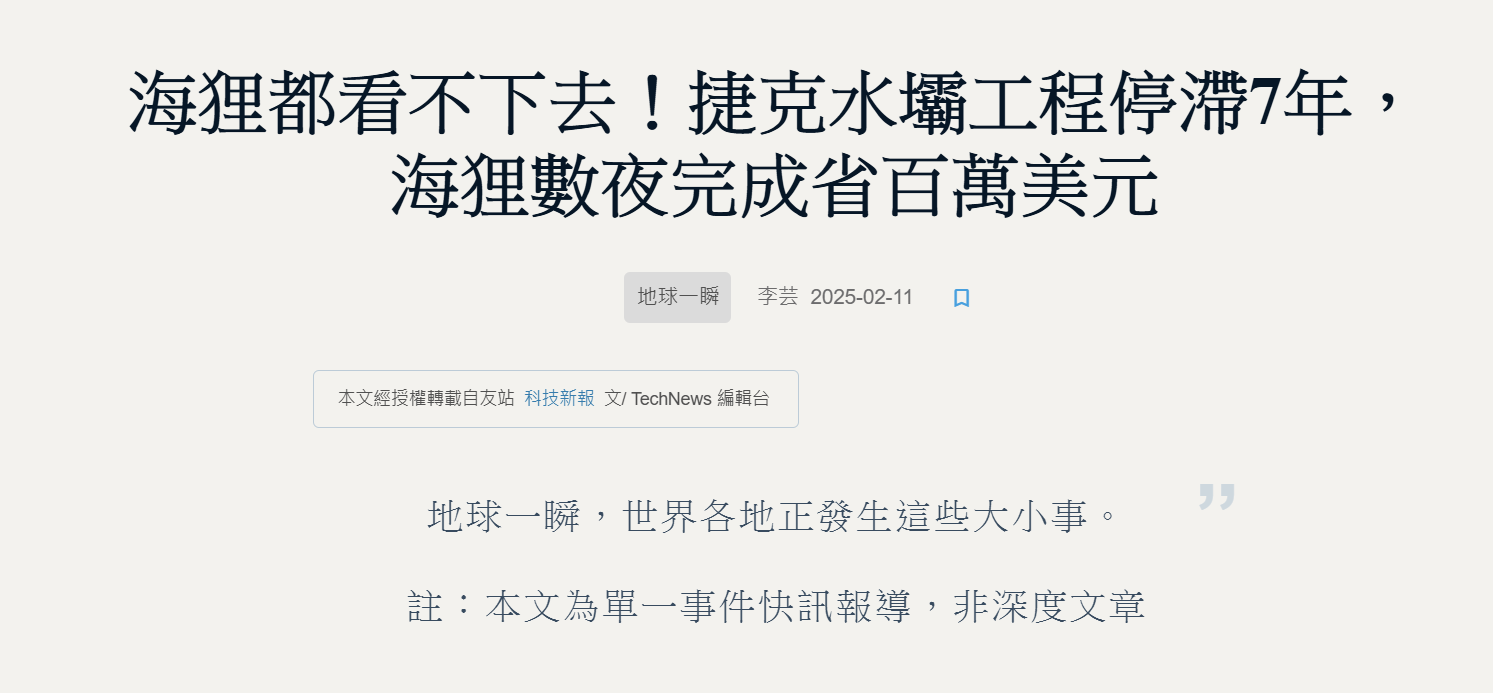 海狸都看不下去！捷克水壩工程停滯7年，
海狸數夜完成省百萬美元
地球一瞬 李芸 2025-02-11
本文經授權轉載自友站 科技新報 文/ TechNews 編輯台
”
地球一瞬，世界各地正發生這些大小事。
註：本文為單一事件快訊報導，非深度文章